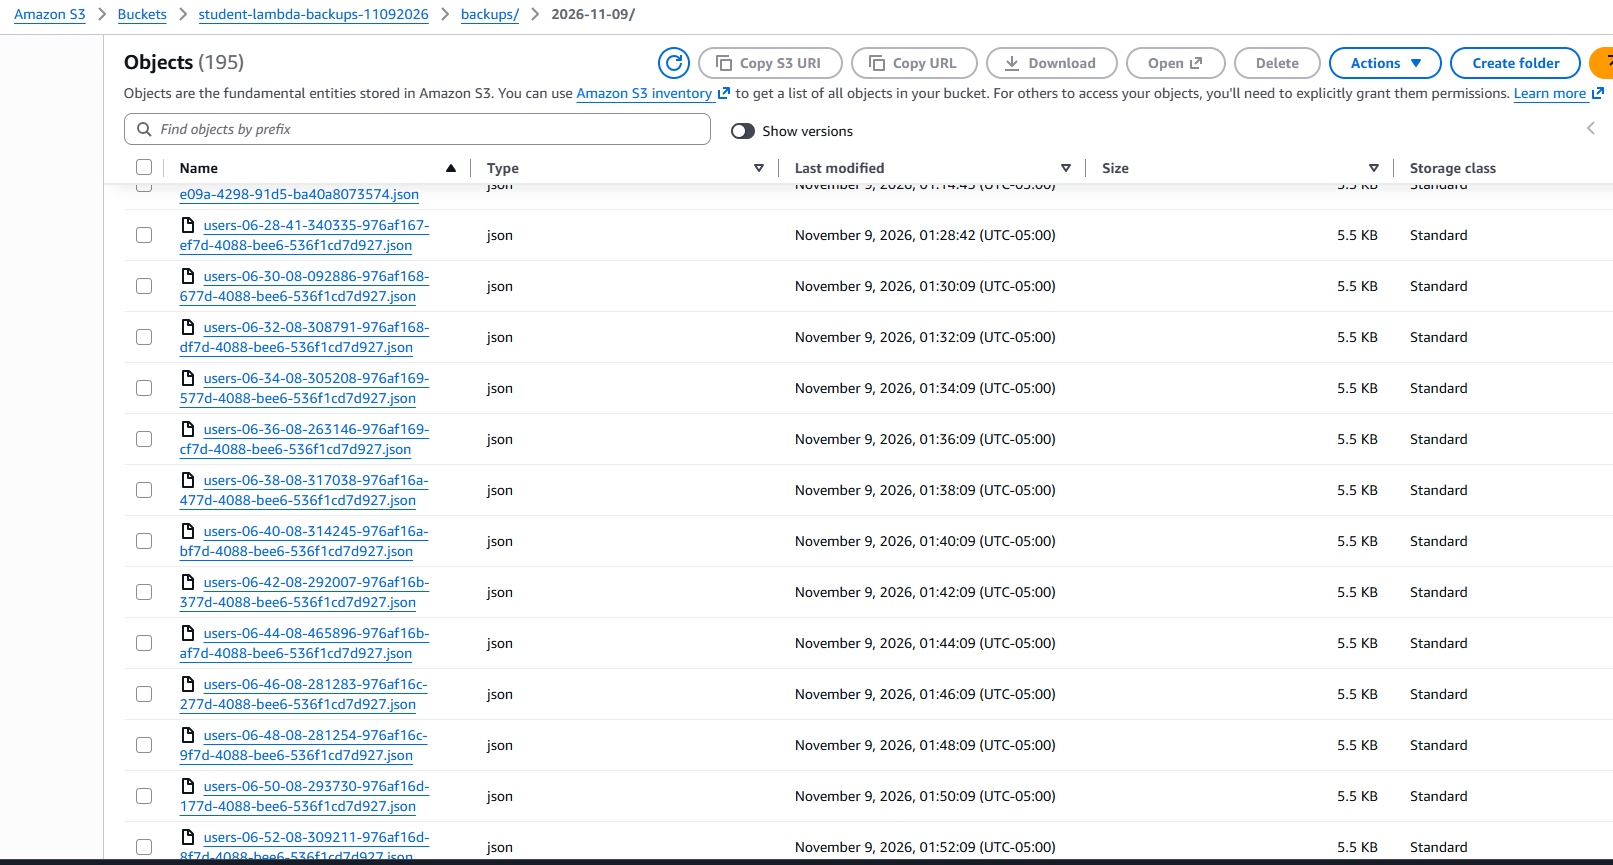 Amazon S3 > Buckets > student-lambda-backups-11092026 > backups/ > 2026-11-09/
Objects (195)
Copy S3 URI Copy URL Download Open Delete Actions Create folder
Objects are the fundamental entities stored in Amazon S3. You can use Amazon S3 inventory to get a list of all objects in your bucket. For others to access your objects, you'll need to explicitly grant them permissions. Learn more
Find objects by prefix Show versions
Name Type Last modified Size Storage class
json November 9, 2026, 01:14:45 (UTC-05:00) 5.5 KB Standard
e09a-4298-91d5-ba40a8073574.json
users-06-28-41-340335-976af167-
ef7d-4088-bee6-536f1cd7d927.json
json November 9, 2026, 01:28:42 (UTC-05:00) 5.5 KB Standard
users-06-30-08-092886-976af168-
677d-4088-bee6-536f1cd7d927.json
json November 9, 2026, 01:30:09 (UTC-05:00) 5.5 KB Standard
users-06-32-08-308791-976af168-
df7d-4088-bee6-536f1cd7d927.json
json November 9, 2026, 01:32:09 (UTC-05:00) 5.5 KB Standard
users-06-34-08-305208-976af169-
577d-4088-bee6-536f1cd7d927.json
json November 9, 2026, 01:34:09 (UTC-05:00) 5.5 KB Standard
users-06-36-08-263146-976af169-
cf7d-4088-bee6-536f1cd7d927.json
json November 9, 2026, 01:36:09 (UTC-05:00) 5.5 KB Standard
users-06-38-08-317038-976af16a-
477d-4088-bee6-536f1cd7d927.json
json November 9, 2026, 01:38:09 (UTC-05:00) 5.5 KB Standard
users-06-40-08-314245-976af16a-
bf7d-4088-bee6-536f1cd7d927.json
json November 9, 2026, 01:40:09 (UTC-05:00) 5.5 KB Standard
users-06-42-08-292007-976af16b-
377d-4088-bee6-536f1cd7d927.json
json November 9, 2026, 01:42:09 (UTC-05:00) 5.5 KB Standard
users-06-44-08-465896-976af16b-
af7d-4088-bee6-536f1cd7d927.json
json November 9, 2026, 01:44:09 (UTC-05:00) 5.5 KB Standard
users-06-46-08-281283-976af16c-
277d-4088-bee6-536f1cd7d927.json
json November 9, 2026, 01:46:09 (UTC-05:00) 5.5 KB Standard
users-06-48-08-281254-976af16c-
9f7d-4088-bee6-536f1cd7d927.json
json November 9, 2026, 01:48:09 (UTC-05:00) 5.5 KB Standard
users-06-50-08-293730-976af16d-
177d-4088-bee6-536f1cd7d927.json
json November 9, 2026, 01:50:09 (UTC-05:00) 5.5 KB Standard
users-06-52-08-309211-976af16d-
8f7d-4088-bee6-536f1cd7d927.json
json November 9, 2026, 01:52:09 (UTC-05:00) 5.5 KB Standard